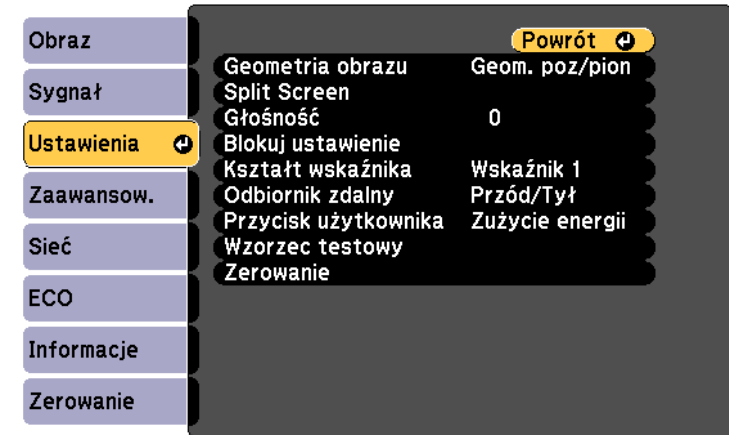 Obraz
Sygnał
Ustawienia
Zaawansow.
Sieć
ECO
Informacje
Zerowanie
Powrót
Geometria obrazu Geom. poz/pion
Split Screen
Głośność 0
Blokuj ustawienie
Kształt wskaźnika Wskaźnik 1
Odbiornik zdalny Przód/Tył
Przycisk użytkownika Zużycie energii
Wzorzec testowy
Zerowanie